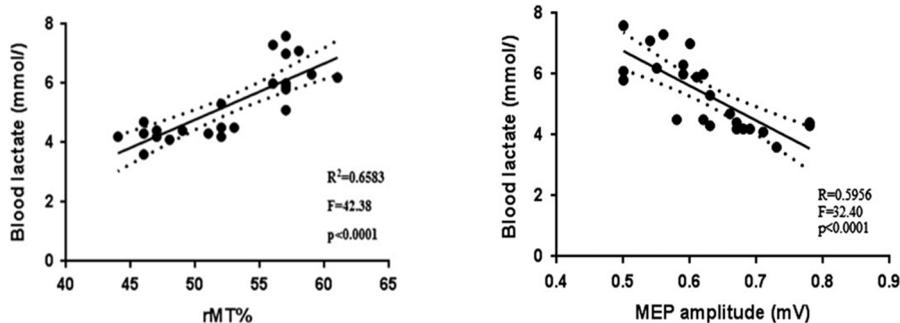 8
6
4
2
0
Blood lactate (mmol/)
R²=0.6583
F=42.38
p<0.0001
40 45 50 55 60 65
rMT%
8
6
4
2
0
Blood lactate (mmol/)
R=0.5956
F=32.40
p<0.0001
0.4 0.5 0.6 0.7 0.8 0.9
MEP amplitude (mV)